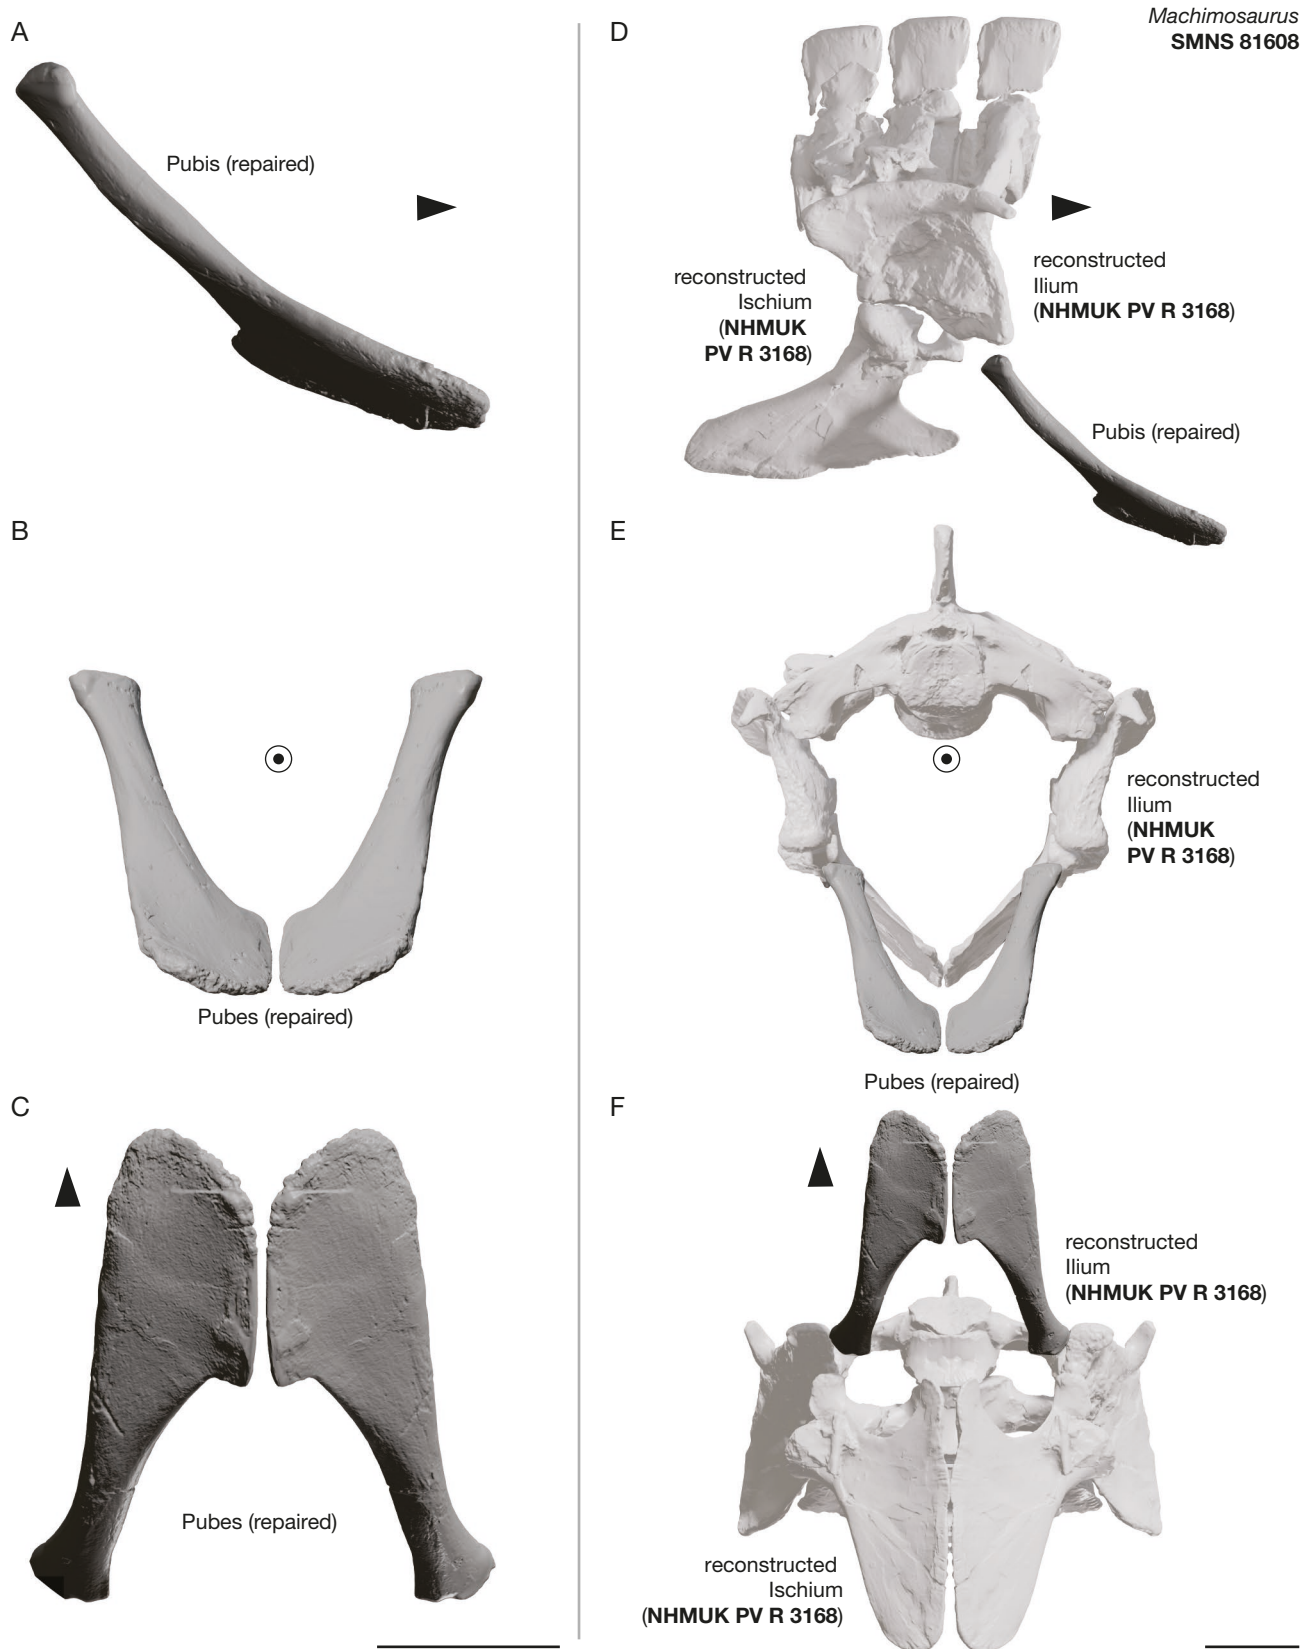 Machimosaurus
SMNS 81608
A
Pubis (repaired)
B
Pubes (repaired)
C
Pubes (repaired)
D
reconstructed
Ischium
(NHMUK
PV R 3168)
reconstructed
Ilium
(NHMUK PV R 3168)
Pubis (repaired)
E
reconstructed
Ilium
(NHMUK
PV R 3168)
Pubes (repaired)
F
reconstructed
Ilium
(NHMUK PV R 3168)
reconstructed
Ischium
(NHMUK PV R 3168)